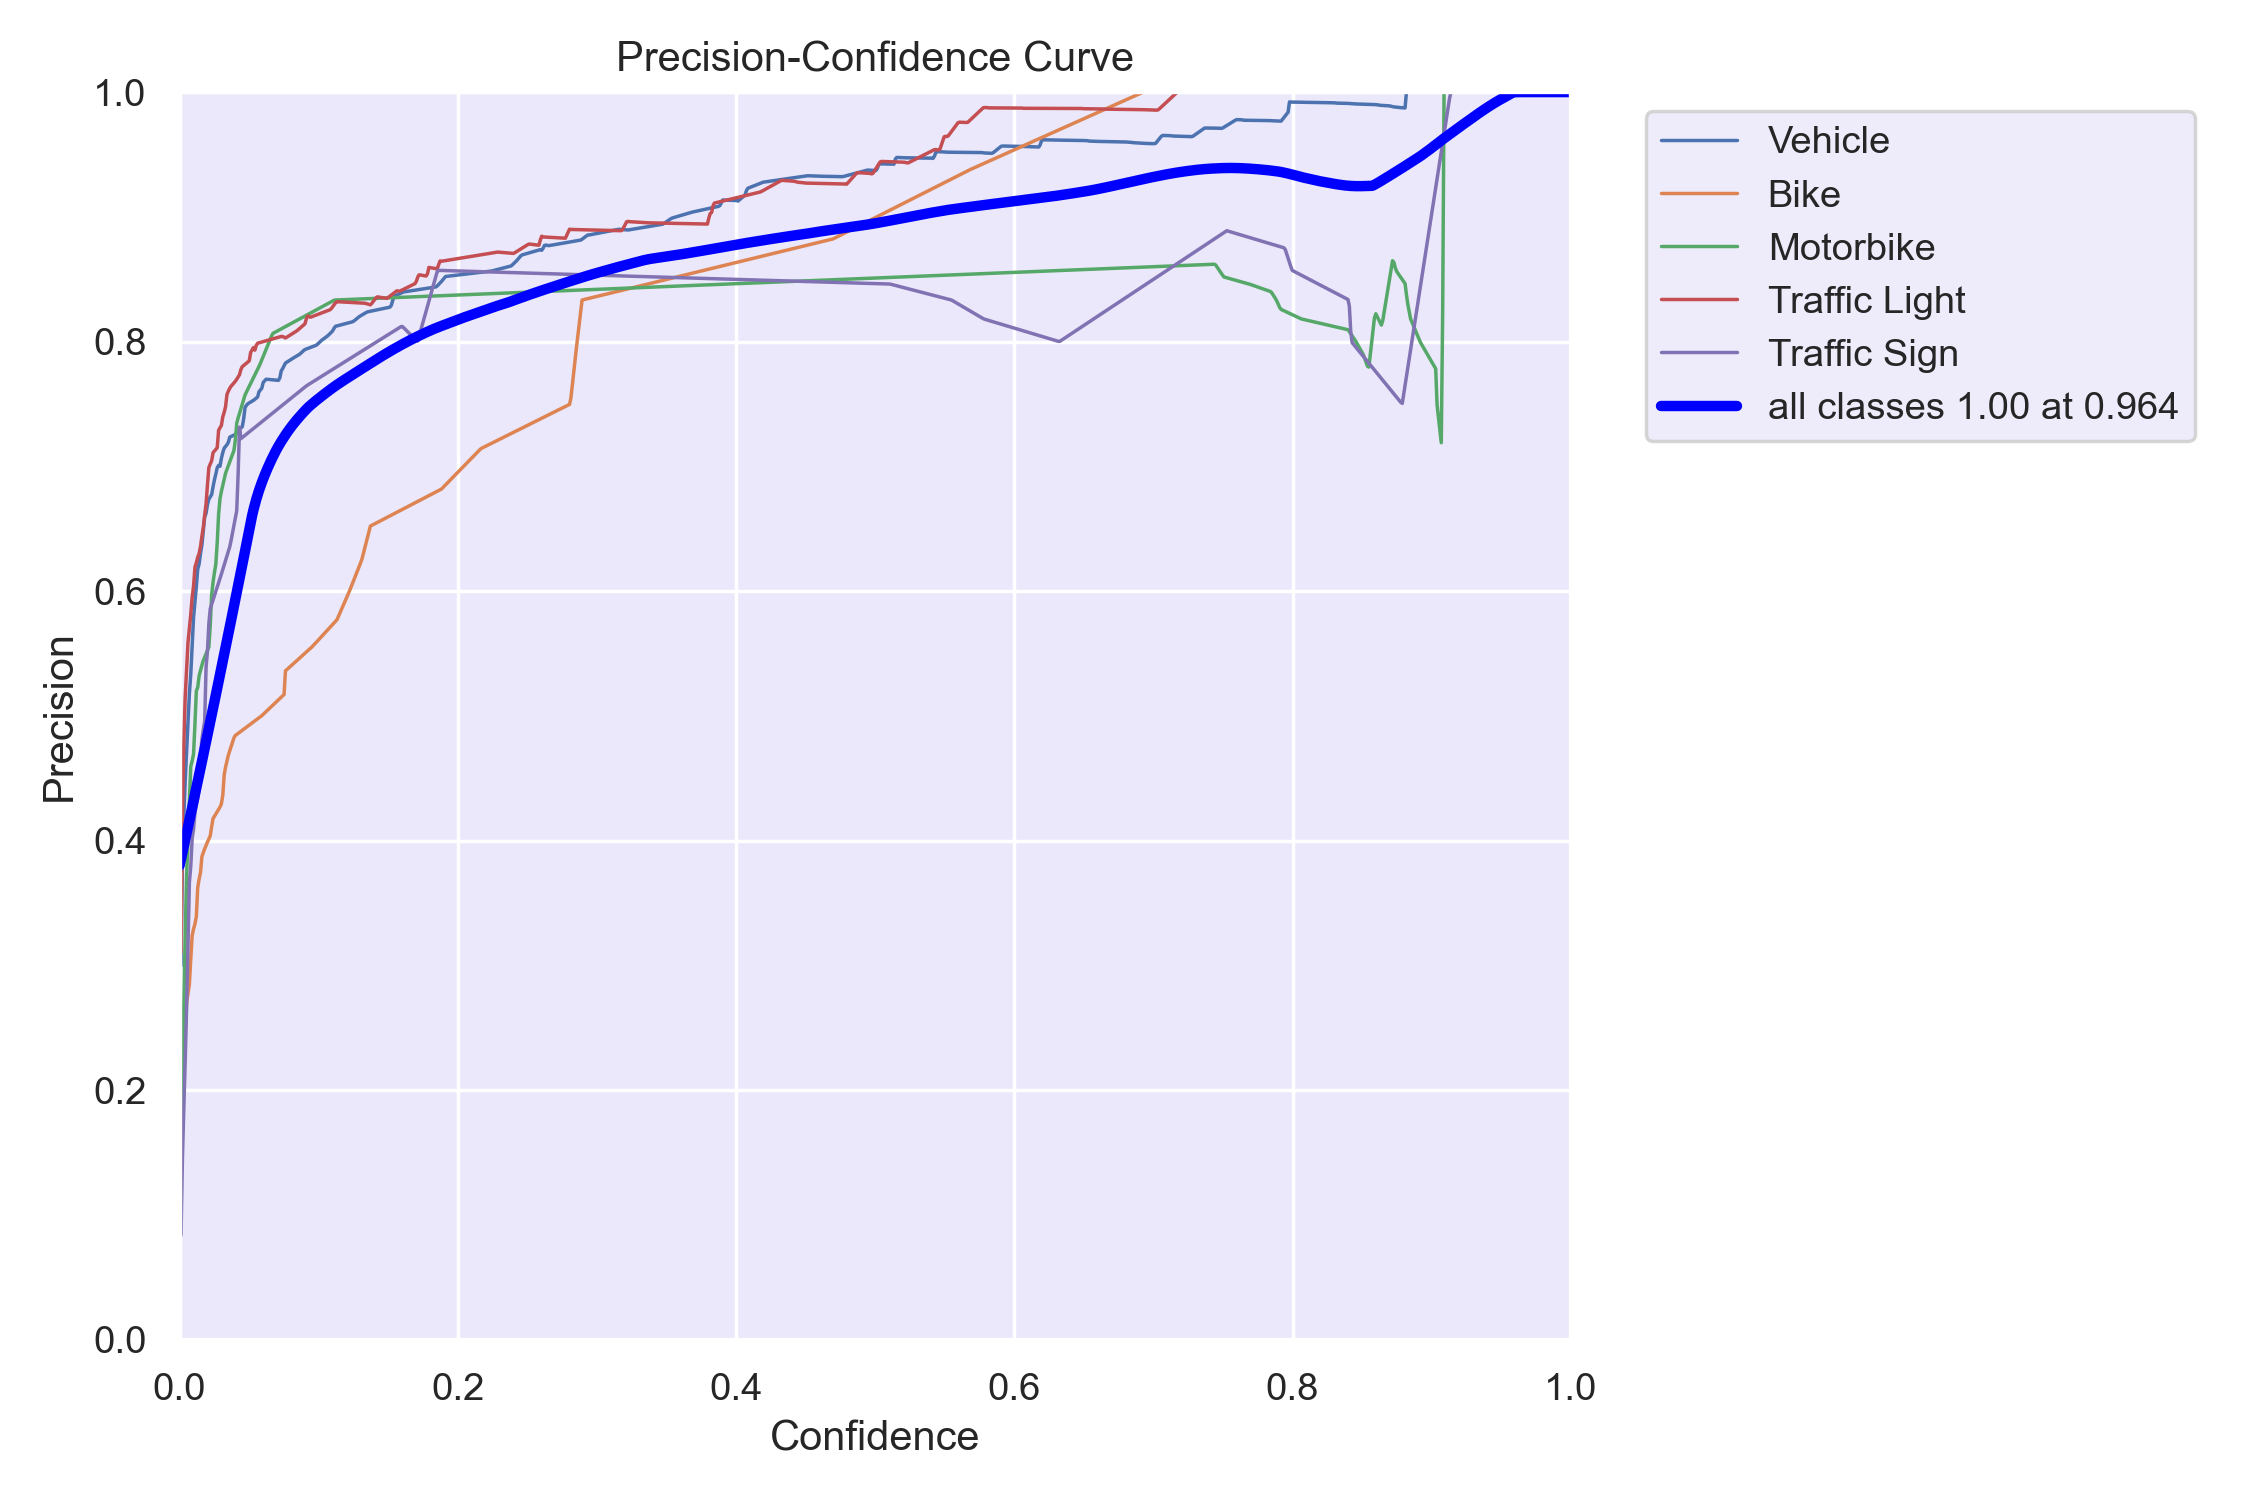 Precision-Confidence Curve
1.0
0.8
0.6
0.4
0.2
0.0
Precision
0.0 0.2 0.4 0.6 0.8 1.0
Confidence
Vehicle
Bike
Motorbike
Traffic Light
Traffic Sign
all classes 1.00 at 0.964